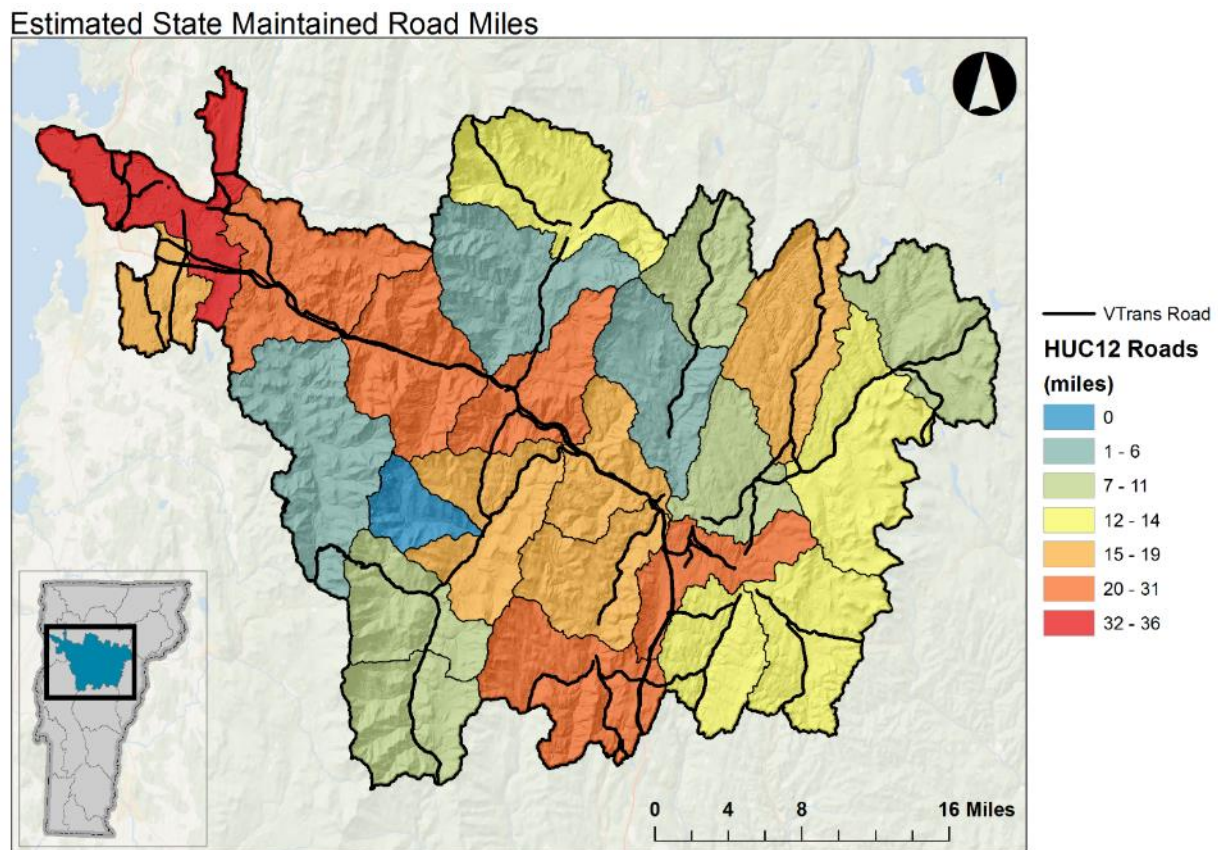 Estimated State Maintained Road Miles
VTrans Road
HUC12 Roads
(miles)
0
1 - 6
7 - 11
12 - 14
15 - 19
20 - 31
32 - 36
0 4 8 16 Miles